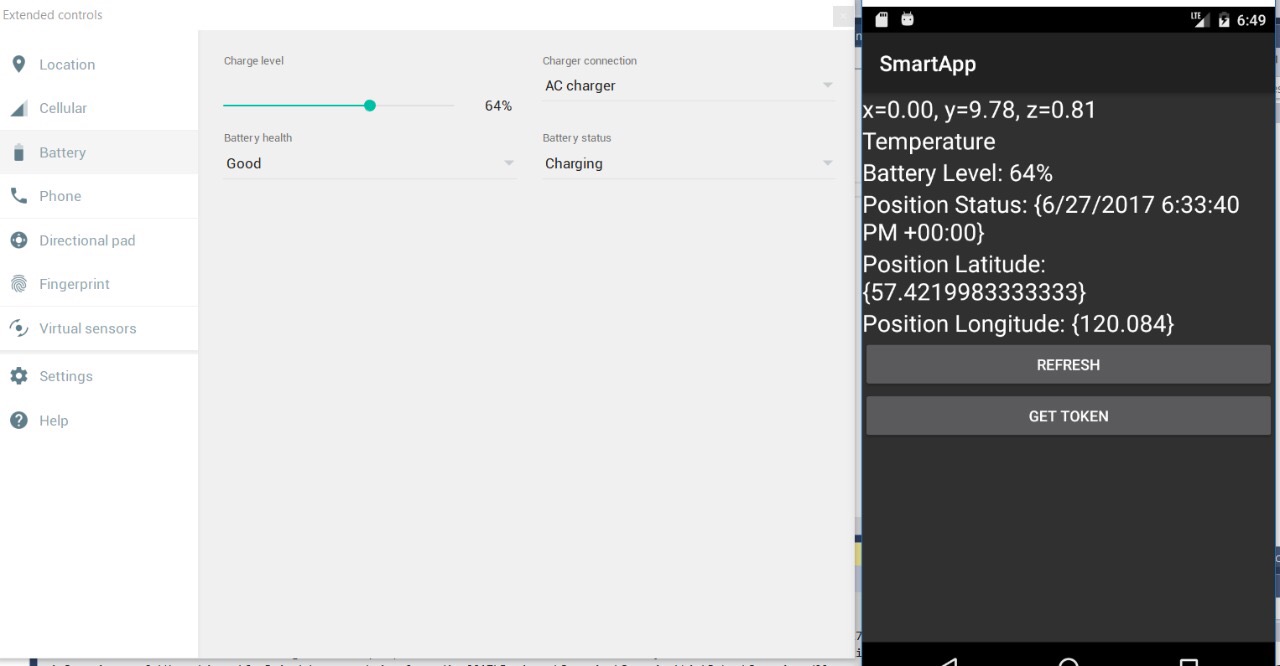 Extended controls
Location
Cellular
Battery
Phone
Directional pad
Fingerprint
Virtual sensors
Settings
Help
Charge level
64%
Charger connection
AC charger
Battery health
Good
Battery status
Charging
LTE 6:49
SmartApp
x=0.00, y=9.78, z=0.81
Temperature
Battery Level: 64%
Position Status: {6/27/2017 6:33:40
PM +00:00}
Position Latitude:
{57.4219983333333}
Position Longitude: {120.084}
REFRESH
GET TOKEN